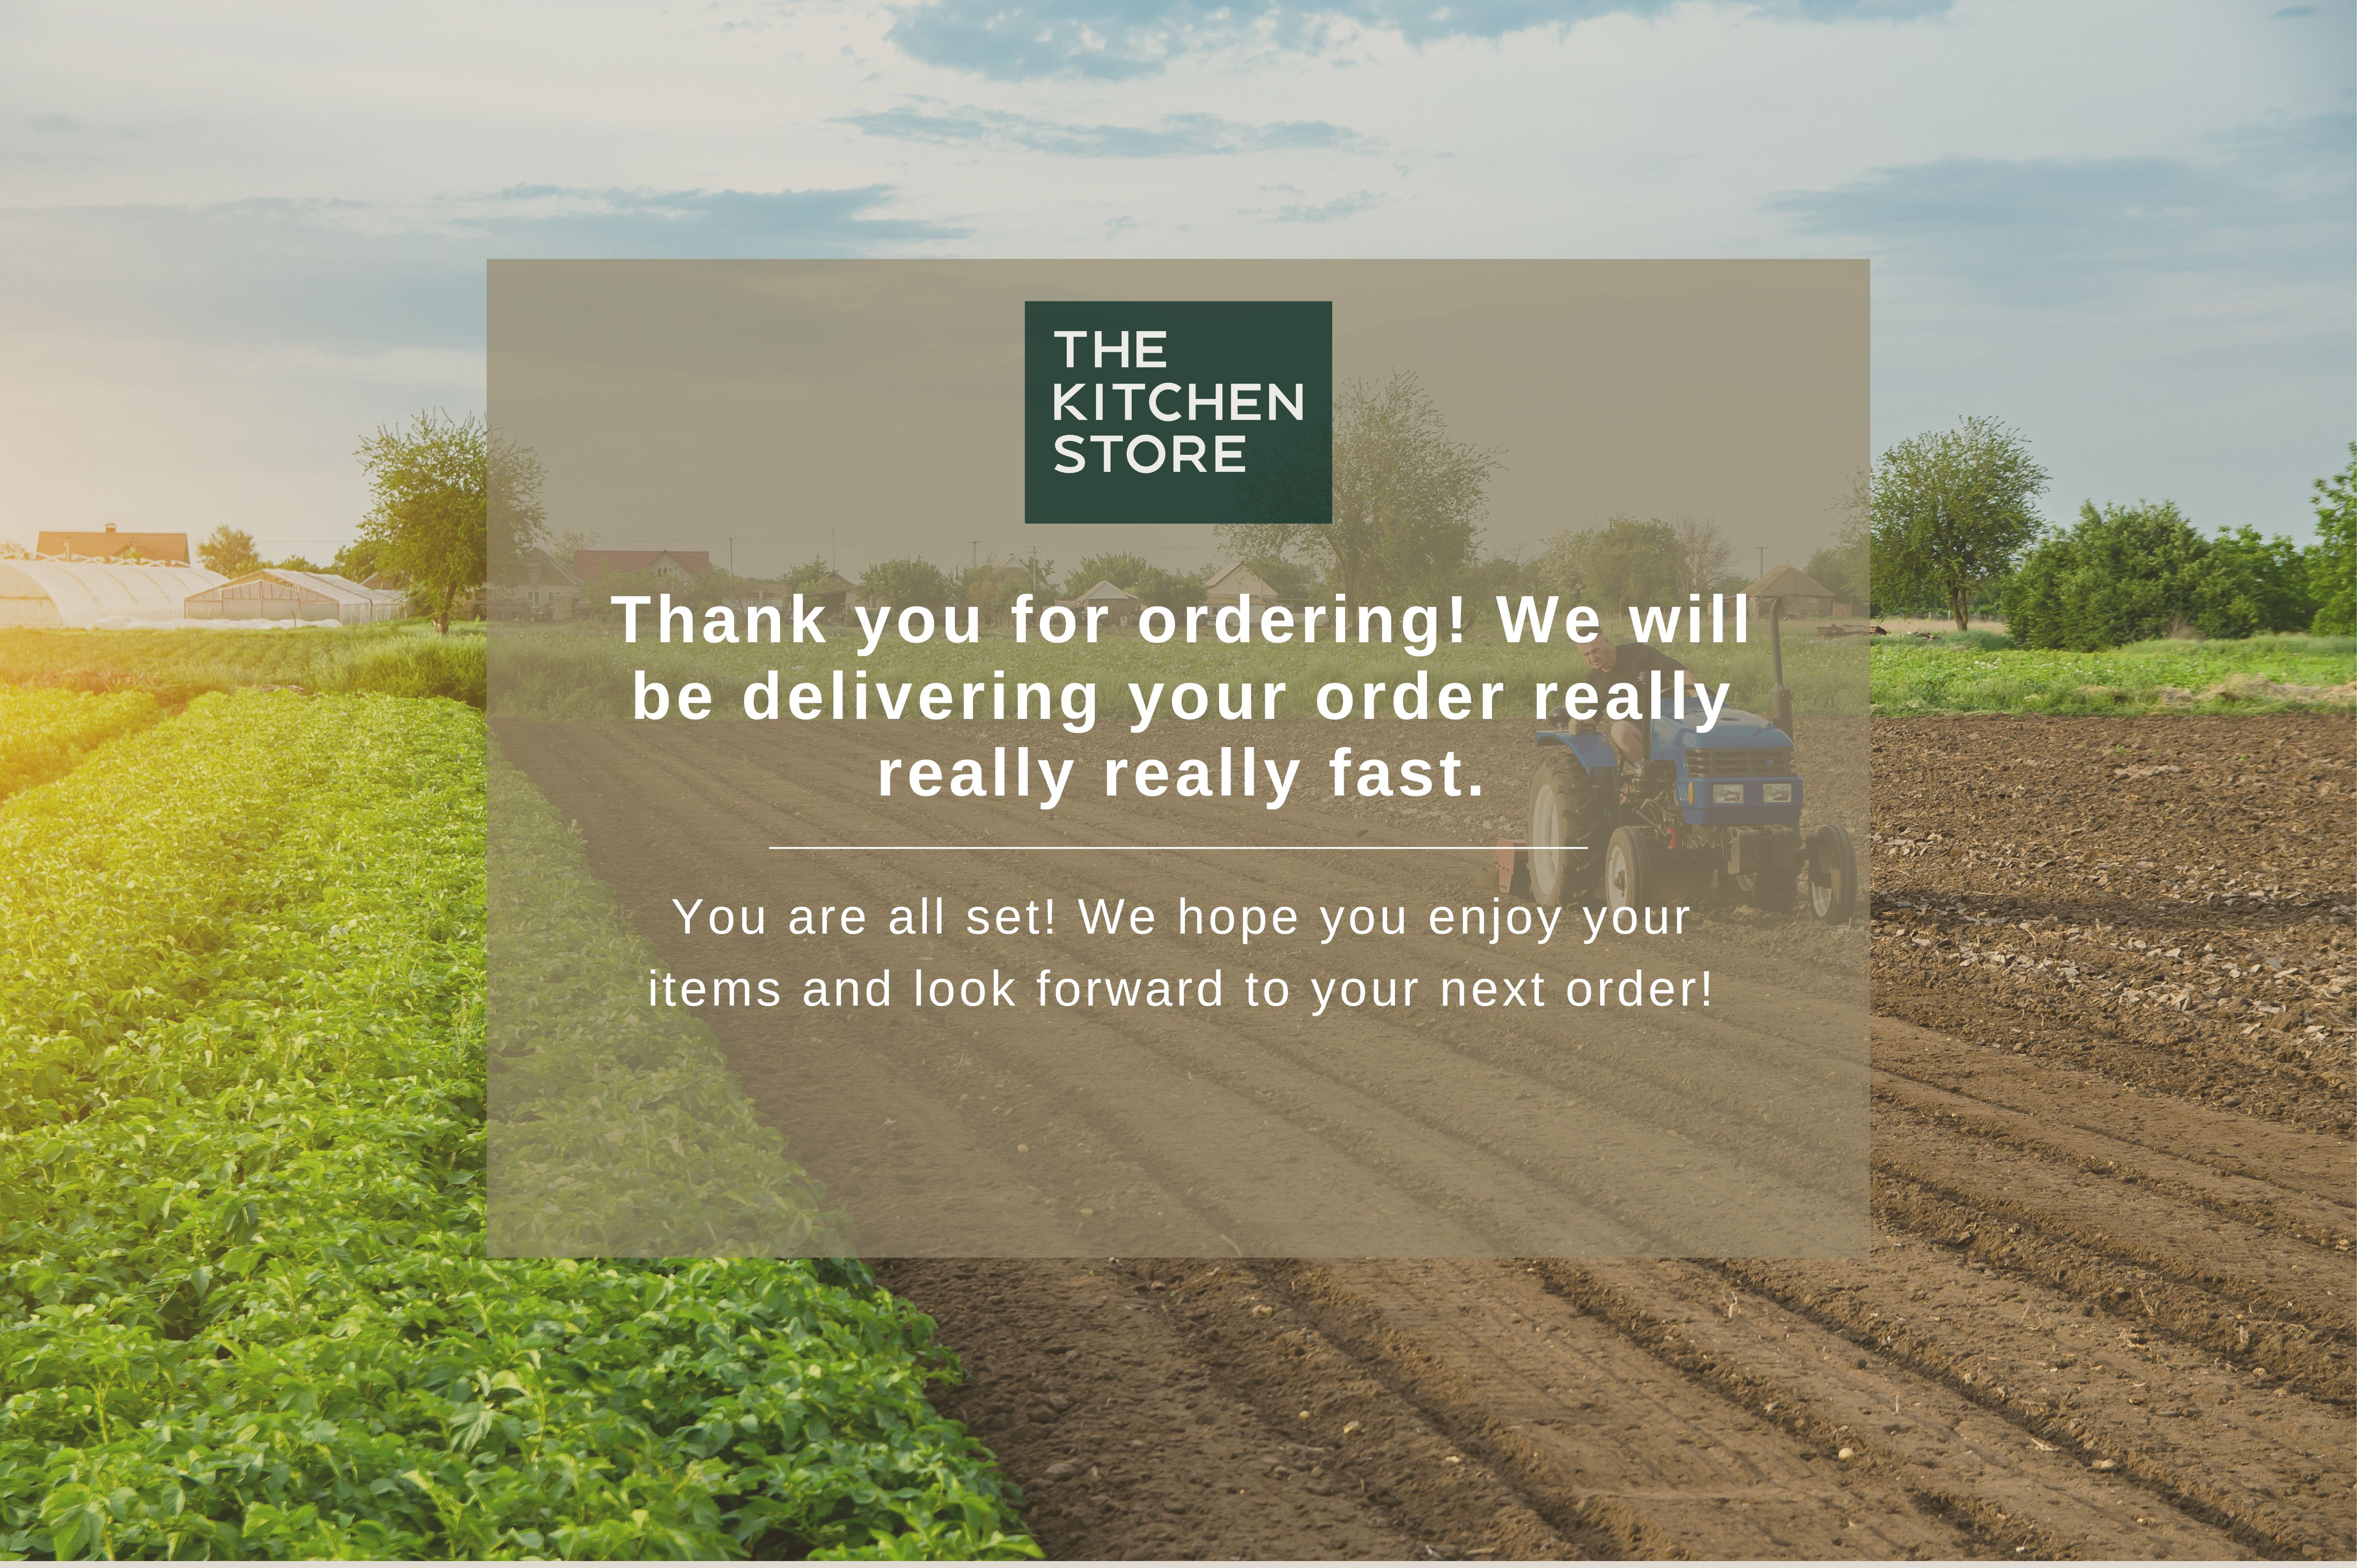 THE
KITCHEN
STORE
Thank you for ordering! We will
be delivering your order really
really really fast.
You are all set! We hope you enjoy your
items and look forward to your next order!